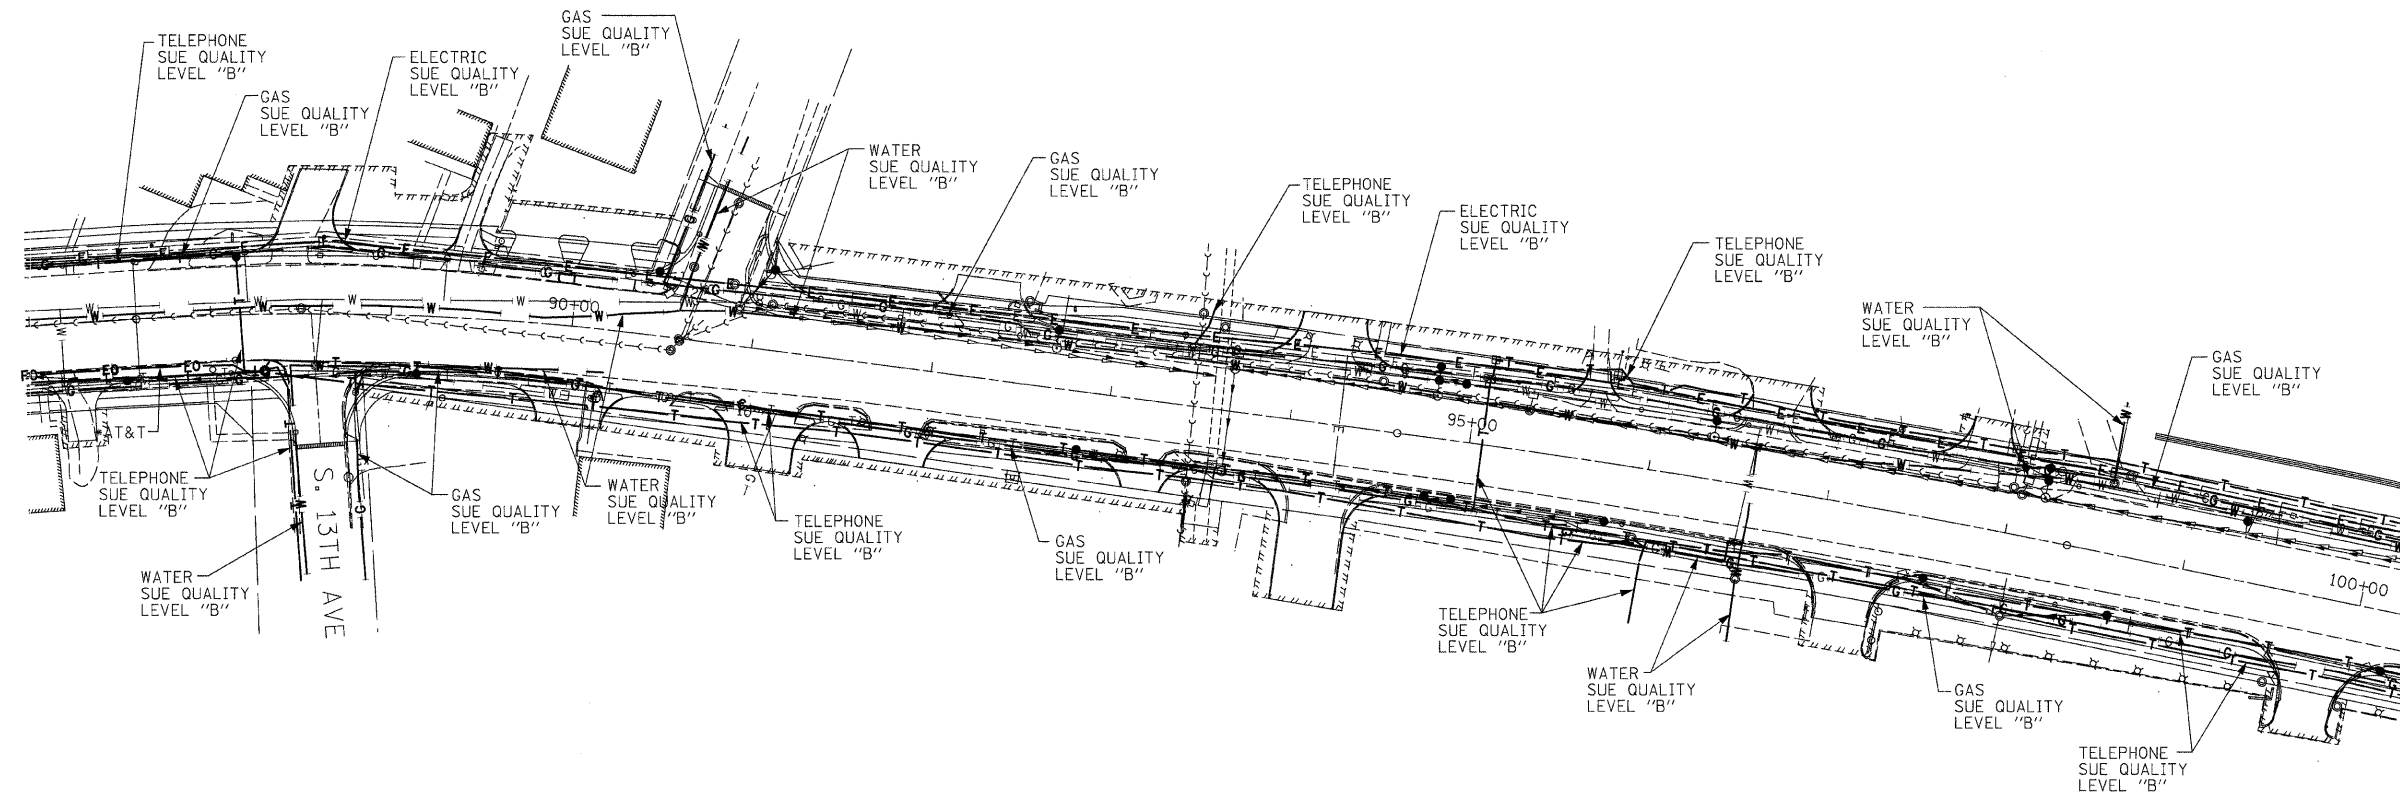 GAS
SUE QUALITY
LEVEL "B"
TELEPHONE
SUE QUALITY
LEVEL "B"
ELECTRIC
SUE QUALITY
LEVEL "B"
GAS
SUE QUALITY
LEVEL "B"
WATER
SUE QUALITY
LEVEL "B"
GAS
SUE QUALITY
LEVEL "B"
TELEPHONE
SUE QUALITY
LEVEL "B"
ELECTRIC
SUE QUALITY
LEVEL "B"
TELEPHONE
SUE QUALITY
LEVEL "B"
WATER
SUE QUALITY
LEVEL "B"
GAS
SUE QUALITY
LEVEL "B"
90+00
95+00
100+00
AT&T
TELEPHONE
SUE QUALITY
LEVEL "B"
S. 13TH AVE
GAS
SUE QUALITY
LEVEL "B"
WATER
SUE QUALITY
LEVEL "B"
TELEPHONE
SUE QUALITY
LEVEL "B"
GAS
SUE QUALITY
LEVEL "B"
WATER
SUE QUALITY
LEVEL "B"
TELEPHONE
SUE QUALITY
LEVEL "B"
WATER
SUE QUALITY
LEVEL "B"
GAS
SUE QUALITY
LEVEL "B"
TELEPHONE
SUE QUALITY
LEVEL "B"